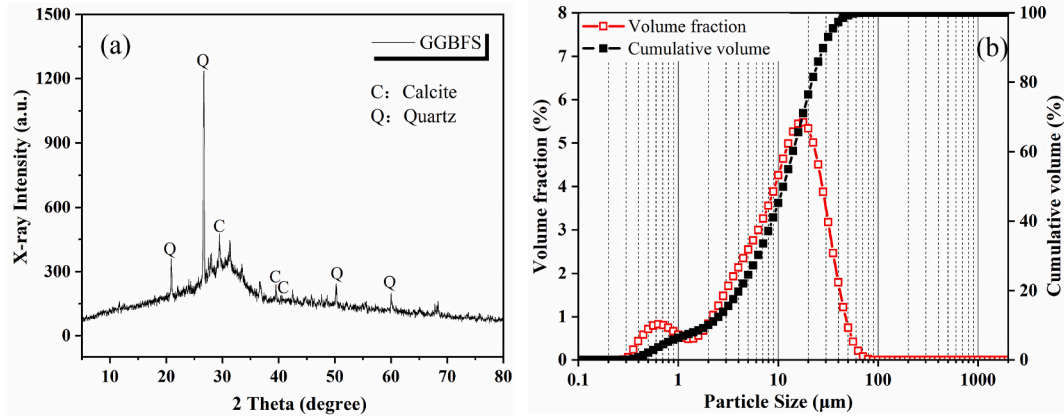 (a)
GGBFS
C: Calcite
Q: Quartz
Q
Q
C
C
C
Q
Q
1500
1200
900
600
300
0
X-ray Intensity (a.u.)
10 20 30 40 50 60 70 80
2 Theta (degree)
(b)
Volume fraction
Cumulative volume
8
7
6
5
4
3
2
1
0
Volume fraction (%)
100
80
60
40
20
0
Cumulative volume (%)
0.1 1 10 100 1000
Particle Size (μm)